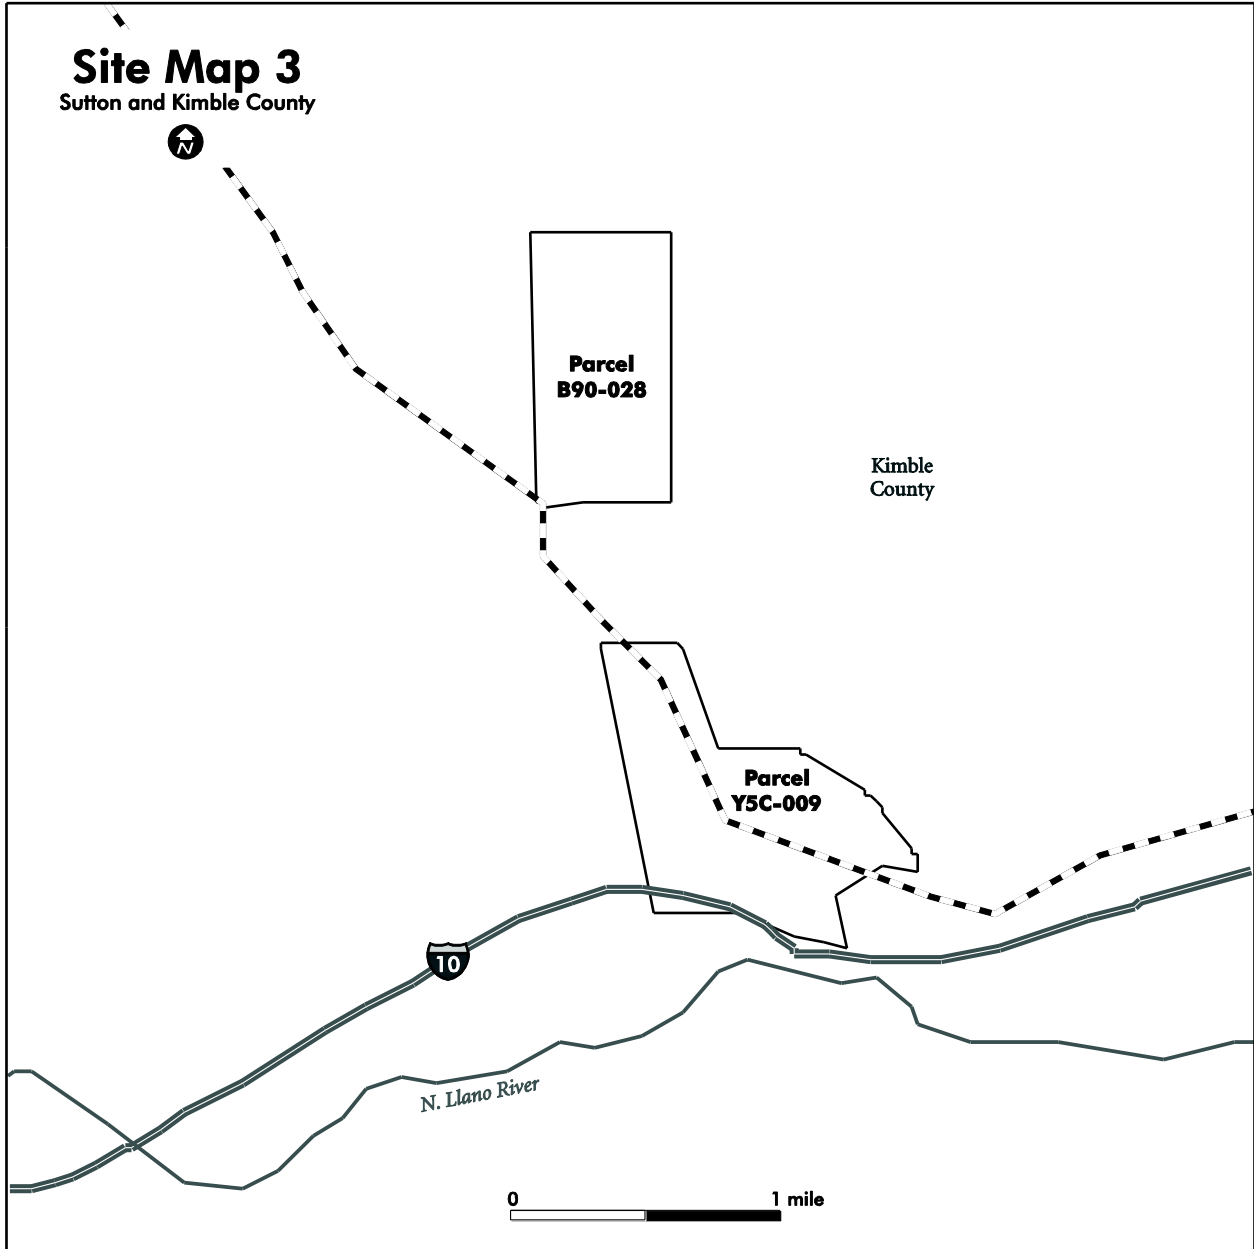 Site Map 3
Sutton and Kimble County
N
Parcel
B90-028
Kimble
County
Parcel
Y5C-009
10
N. Llano River
0 1 mile